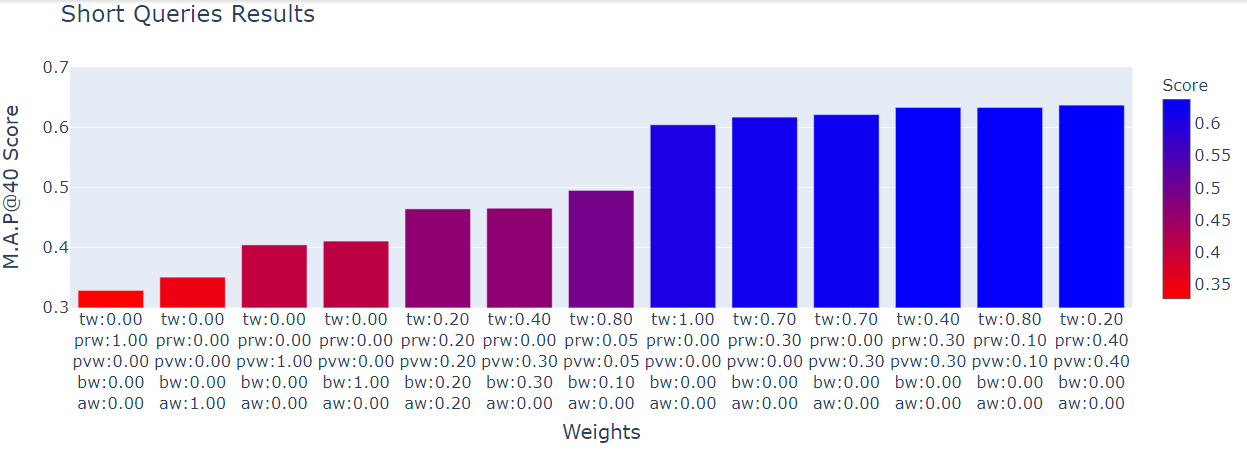 Short Queries Results
M.A.P@40 Score
0.7
0.6
0.5
0.4
0.3
tw:0.00 tw:0.00 tw:0.00 tw:0.00 tw:0.20 tw:0.40 tw:0.80 tw:1.00 tw:0.70 tw:0.70 tw:0.40 tw:0.80 tw:0.20
prw:1.00 prw:0.00 prw:0.00 prw:0.00 prw:0.20 prw:0.00 prw:0.05 prw:0.00 prw:0.30 prw:0.00 prw:0.30 prw:0.10 prw:0.40
pvw:0.00 pvw:0.00 pvw:1.00 pvw:0.00 pvw:0.20 pvw:0.30 pvw:0.05 pvw:0.00 pvw:0.00 pvw:0.30 pvw:0.30 pvw:0.10 pvw:0.40
bw:0.00 bw:0.00 bw:0.00 bw:1.00 bw:0.20 bw:0.30 bw:0.10 bw:0.00 bw:0.00 bw:0.00 bw:0.00 bw:0.00 bw:0.00
aw:0.00 aw:1.00 aw:0.00 aw:0.00 aw:0.20 aw:0.00 aw:0.00 aw:0.00 aw:0.00 aw:0.00 aw:0.00 aw:0.00 aw:0.00
Weights
Score
0.6
0.55
0.5
0.45
0.4
0.35